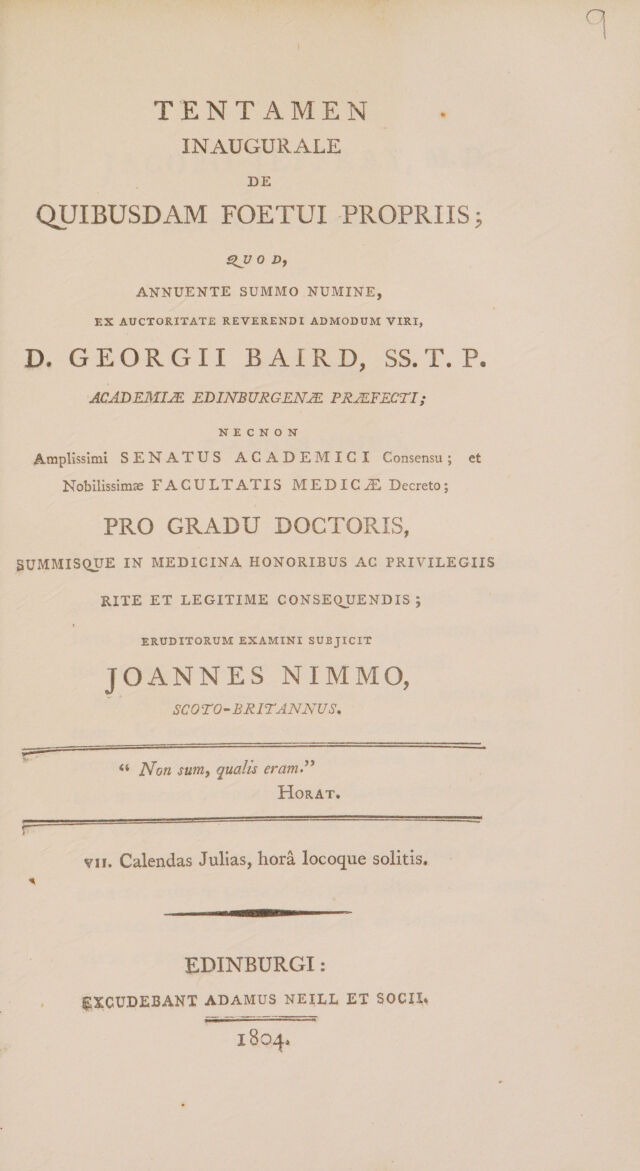 9
TENTAMEN
INAUGURALE
DE
QUIBUSDAM FOETUI PROPRIIS;
QUOD,
ANNUENTE SUMMO NUMINE,
EX AUCTORITATE REVERENDI ADMODUM VIRI,
D. GEORGII BAIRD, SS. T. P.
ACADEMIÆ EDINBURGENÆ PRÆFECTI;
NECNON
Amplissimi SENATUS ACADEMICI Consensu; et
Nobilissimæ FACULTATIS MEDICÆ Decreto;
PRO GRADU DOCTORIS,
SUMMISQUE IN MEDICINA HONORIBUS AC PRIVILEGIIS
RITE ET LEGITIME CONSEQUENDIS;
ERUDITORUM EXAMINI SUBJICIT
JOANNES NIMMO,
SCOTO-BRITANNUS.
“ Non sum, qualis eram.”
HORAT.
VII. Calendas Julias, horâ locoque solitis.
EDINBURGI:
EXCUDEBANT ADAMUS NEILL ET SOCII.
1804.